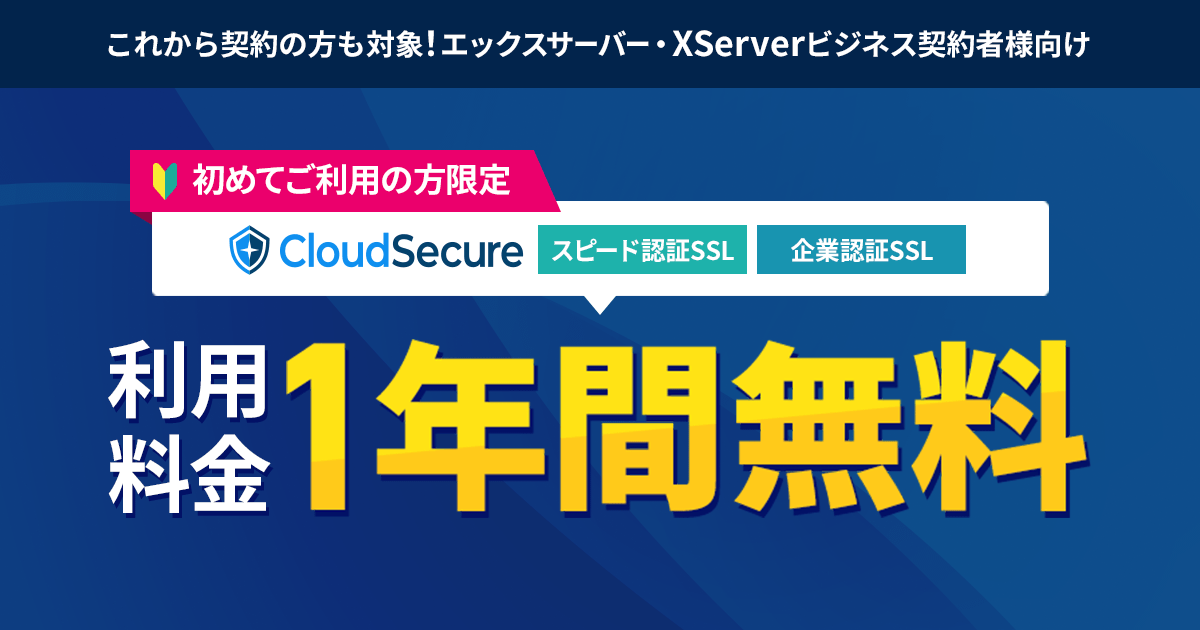 これから契約の方も対象!エックスサーバー・XServerビジネス契約者様向け
初めてご利用の方限定
CloudSecure スピード認証SSL 企業認証SSL
利用料金
1年間無料